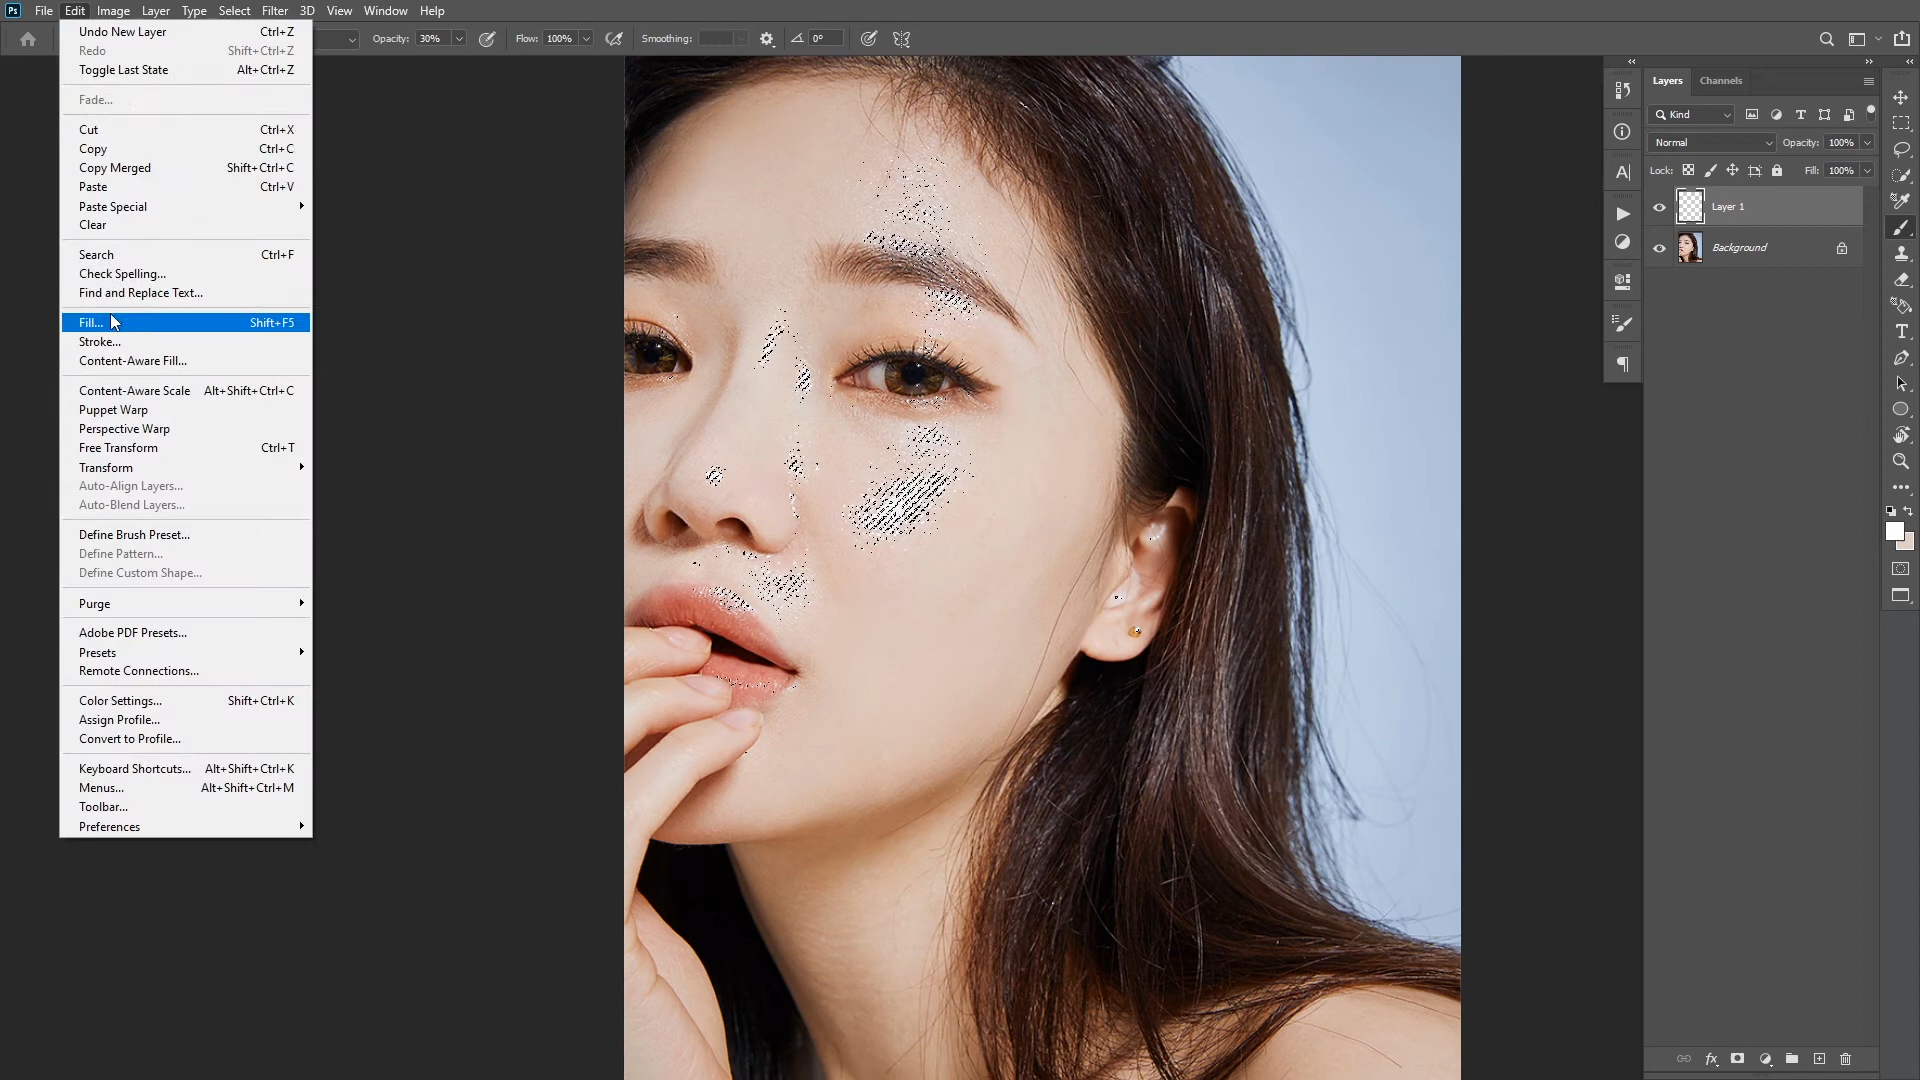 Ps File Edit Image Layer Type Select Filter 3D View Window Help
Opacity: 30% Flow: 100% Smoothing: 0°
Undo New Layer Ctrl+Z
Redo Shift+Ctrl+Z
Toggle Last State Alt+Ctrl+Z
Fade...
Cut Ctrl+X
Copy Ctrl+C
Copy Merged Shift+Ctrl+C
Paste Ctrl+V
Paste Special
Clear
Search Ctrl+F
Check Spelling...
Find and Replace Text...
Fill... Shift+F5
Stroke...
Content-Aware Fill...
Content-Aware Scale Alt+Shift+Ctrl+C
Puppet Warp
Perspective Warp
Free Transform Ctrl+T
Transform
Auto-Align Layers...
Auto-Blend Layers...
Define Brush Preset...
Define Pattern...
Define Custom Shape...
Purge
Adobe PDF Presets...
Presets
Remote Connections...
Color Settings... Shift+Ctrl+K
Assign Profile...
Convert to Profile...
Keyboard Shortcuts... Alt+Shift+Ctrl+K
Menus... Alt+Shift+Ctrl+M
Toolbar...
Preferences
Layers Channels
Kind
Normal Opacity: 100%
Lock: Fill: 100%
Layer 1
Background